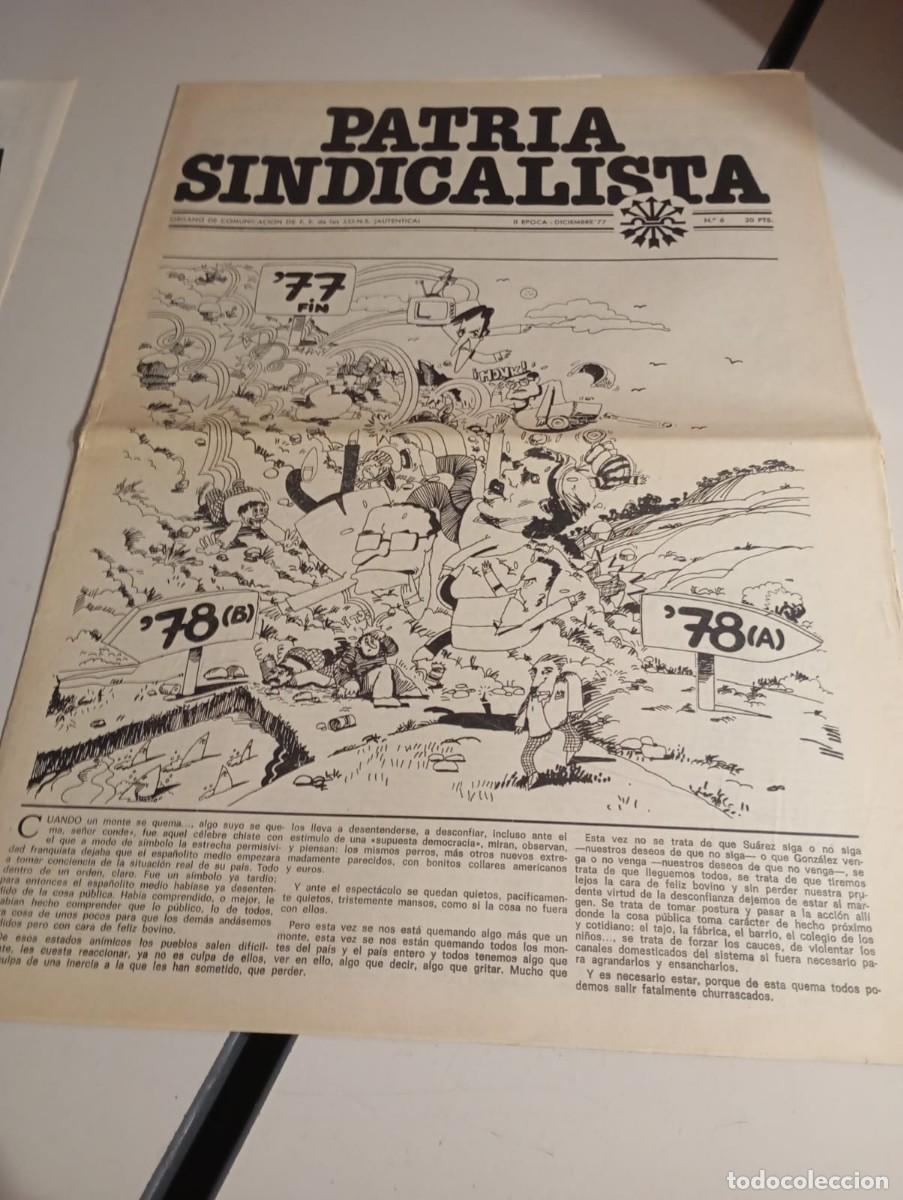 PATRIA
SINDICALISTA
ORGANO DE COMUNICACION DE F. E. de las J.O.N.S. (AUTENTICA)
II EPOCA - DICIEMBRE '77
N.º 6
20 PTS.
'77
FiN
'78 (B)
'78 (A)
CUANDO un monte se quema..., algo suyo se que-
ma, señor conde», fue aquel célebre chiste con
el que a modo de símbolo la estrecha permisivi-
dad franquista dejaba que el españolito medio empezara
a tomar conciencia de la situación real de su país. Todo
dentro de un orden, claro. Fue un símbolo ya tardío;
para entonces el españolito medio habíase ya desenten-
dido de la cosa pública. Había comprendido, o mejor, le
habían hecho comprender que lo público, lo de todos,
cosa de unos pocos para que los demás andásemos
pero con cara de feliz bovino.
De esos estados anímicos los pueblos salen difícil-
les cuesta reaccionar, ya no es culpa de ellos,
culpa de una inercia a la que les han sometido, que
los lleva a desentenderse, a desconfiar, incluso ante el
estímulo de una «supuesta democracia», miran, observan,
y piensan: los mismos perros, más otros nuevos extre-
madamente parecidos, con bonitos collares americanos
y euros.
Y ante el espectáculo se quedan quietos, pacíficamen-
te quietos, tristemente mansos, como si la cosa no fuera
con ellos.
Pero esta vez se nos está quemando algo más que un
monte, esta vez se nos están quemando todos los mon-
tes del país y el país entero y todos tenemos algo que
ver en ello, algo que decir, algo que gritar. Mucho que
perder.
Esta vez no se trata de que Suárez siga o no siga
—nuestros deseos de que no siga— o que González ven-
ga o no venga —nuestros deseos de que no venga—, se
trata de que lleguemos todos, se trata de que tiremos
lejos la cara de feliz bovino y sin perder nuestra pru-
dente virtud de la desconfianza dejemos de estar al mar-
gen. Se trata de tomar postura y pasar a la acción allí
donde la cosa pública toma carácter de hecho próximo
y cotidiano: el tajo, la fábrica, el barrio, el colegio de los
niños..., se trata de forzar los cauces, de violentar los
canales domesticados del sistema si fuera necesario pa-
ra agrandarlos y ensancharlos.
Y es necesario estar, porque de esta quema todos po-
demos salir fatalmente churrascados.
todocoleccion